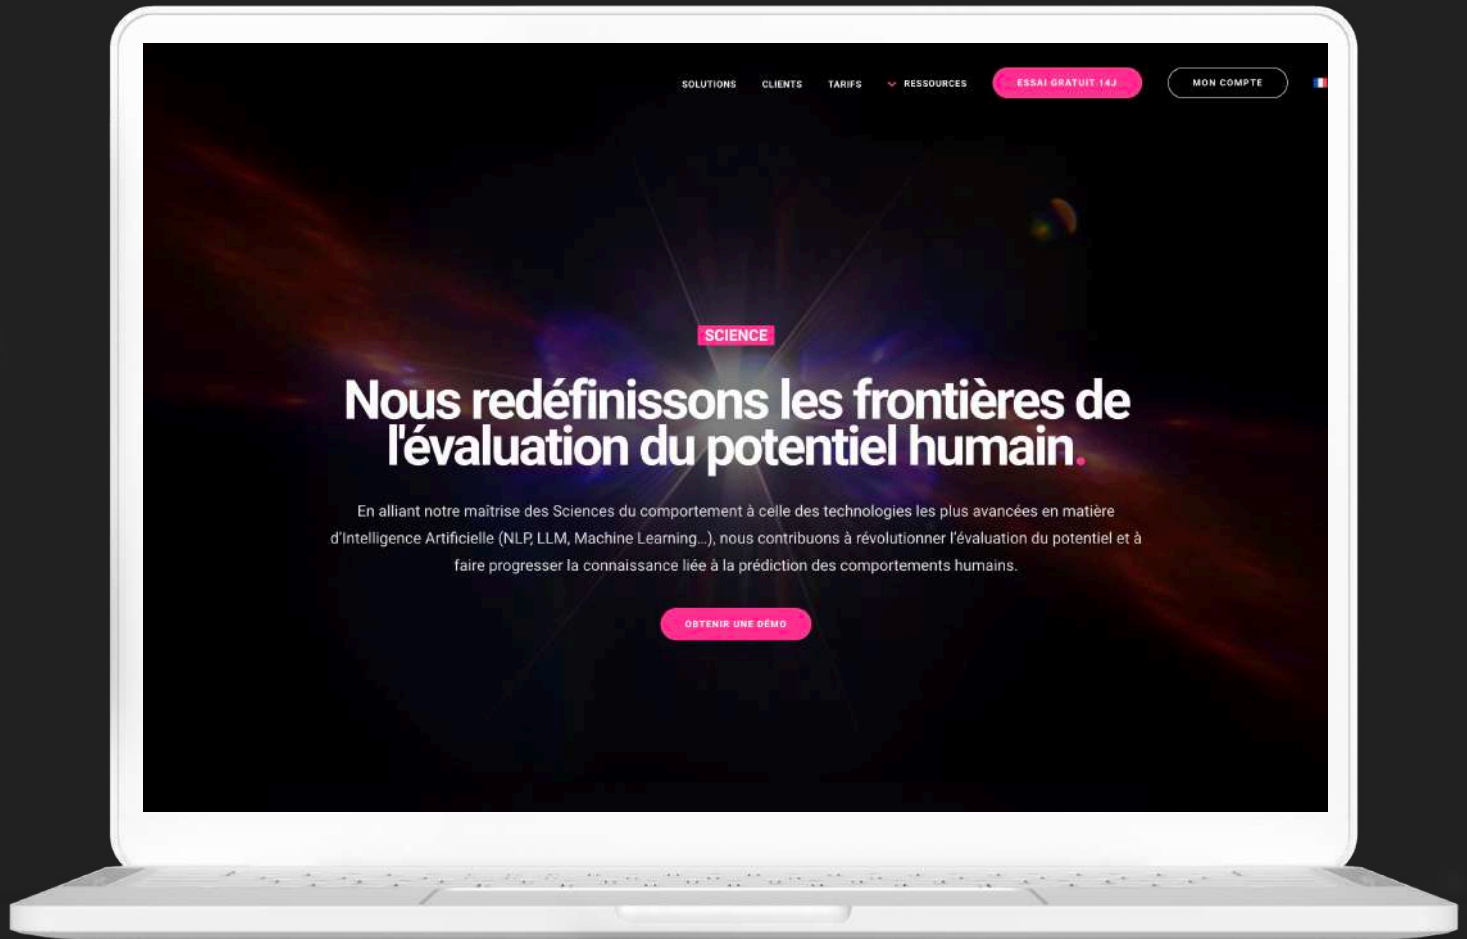 SOLUTIONS CLIENTS TARIFS RESSOURCES ESSAI GRATUIT 14J MON COMPTE
SCIENCE
Nous redéfinissons les frontières de
l'évaluation du potentiel humain.
En alliant notre maîtrise des Sciences du comportement à celle des technologies les plus avancées en matière
d'Intelligence Artificielle (NLP, LLM, Machine Learning...), nous contribuons à révolutionner l'évaluation du potentiel et à
faire progresser la connaissance liée à la prédiction des comportements humains.
OBTENIR UNE DÉMO